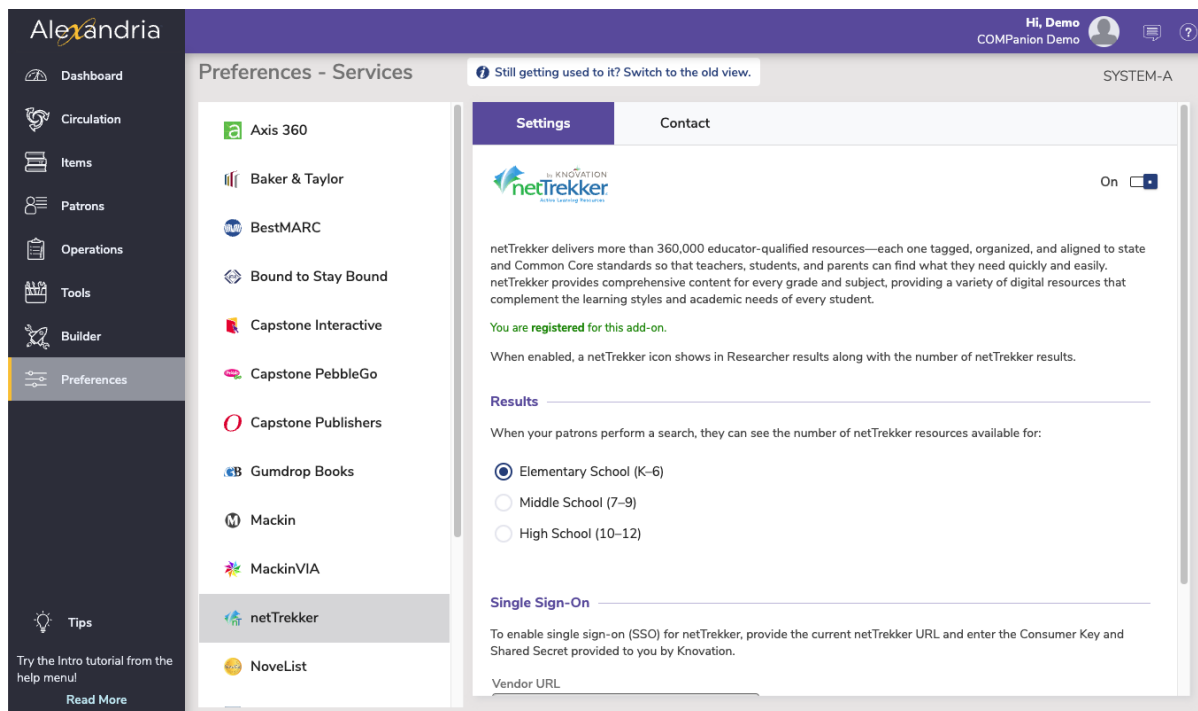 Alexandria
Hi, Demo
COMPanion Demo
?
Dashboard
Circulation
Items
Patrons
Operations
Tools
Builder
Preferences
Tips
Try the Intro tutorial from the
help menu!
Read More
Preferences - Services
Still getting used to it? Switch to the old view.
SYSTEM-A
Axis 360
Baker & Taylor
BestMARC
Bound to Stay Bound
Capstone Interactive
Capstone PebbleGo
Capstone Publishers
Gumdrop Books
Mackin
MackinVIA
netTrekker
NoveList
Settings
Contact
by KNOVATION
netTrekker
Active Learning Resources
On
netTrekker delivers more than 360,000 educator-qualified resources—each one tagged, organized, and aligned to state
and Common Core standards so that teachers, students, and parents can find what they need quickly and easily.
netTrekker provides comprehensive content for every grade and subject, providing a variety of digital resources that
complement the learning styles and academic needs of every student.
You are registered for this add-on.
When enabled, a netTrekker icon shows in Researcher results along with the number of netTrekker results.
Results
When your patrons perform a search, they can see the number of netTrekker resources available for:
Elementary School (K–6)
Middle School (7–9)
High School (10–12)
Single Sign-On
To enable single sign-on (SSO) for netTrekker, provide the current netTrekker URL and enter the Consumer Key and
Shared Secret provided to you by Knovation.
Vendor URL